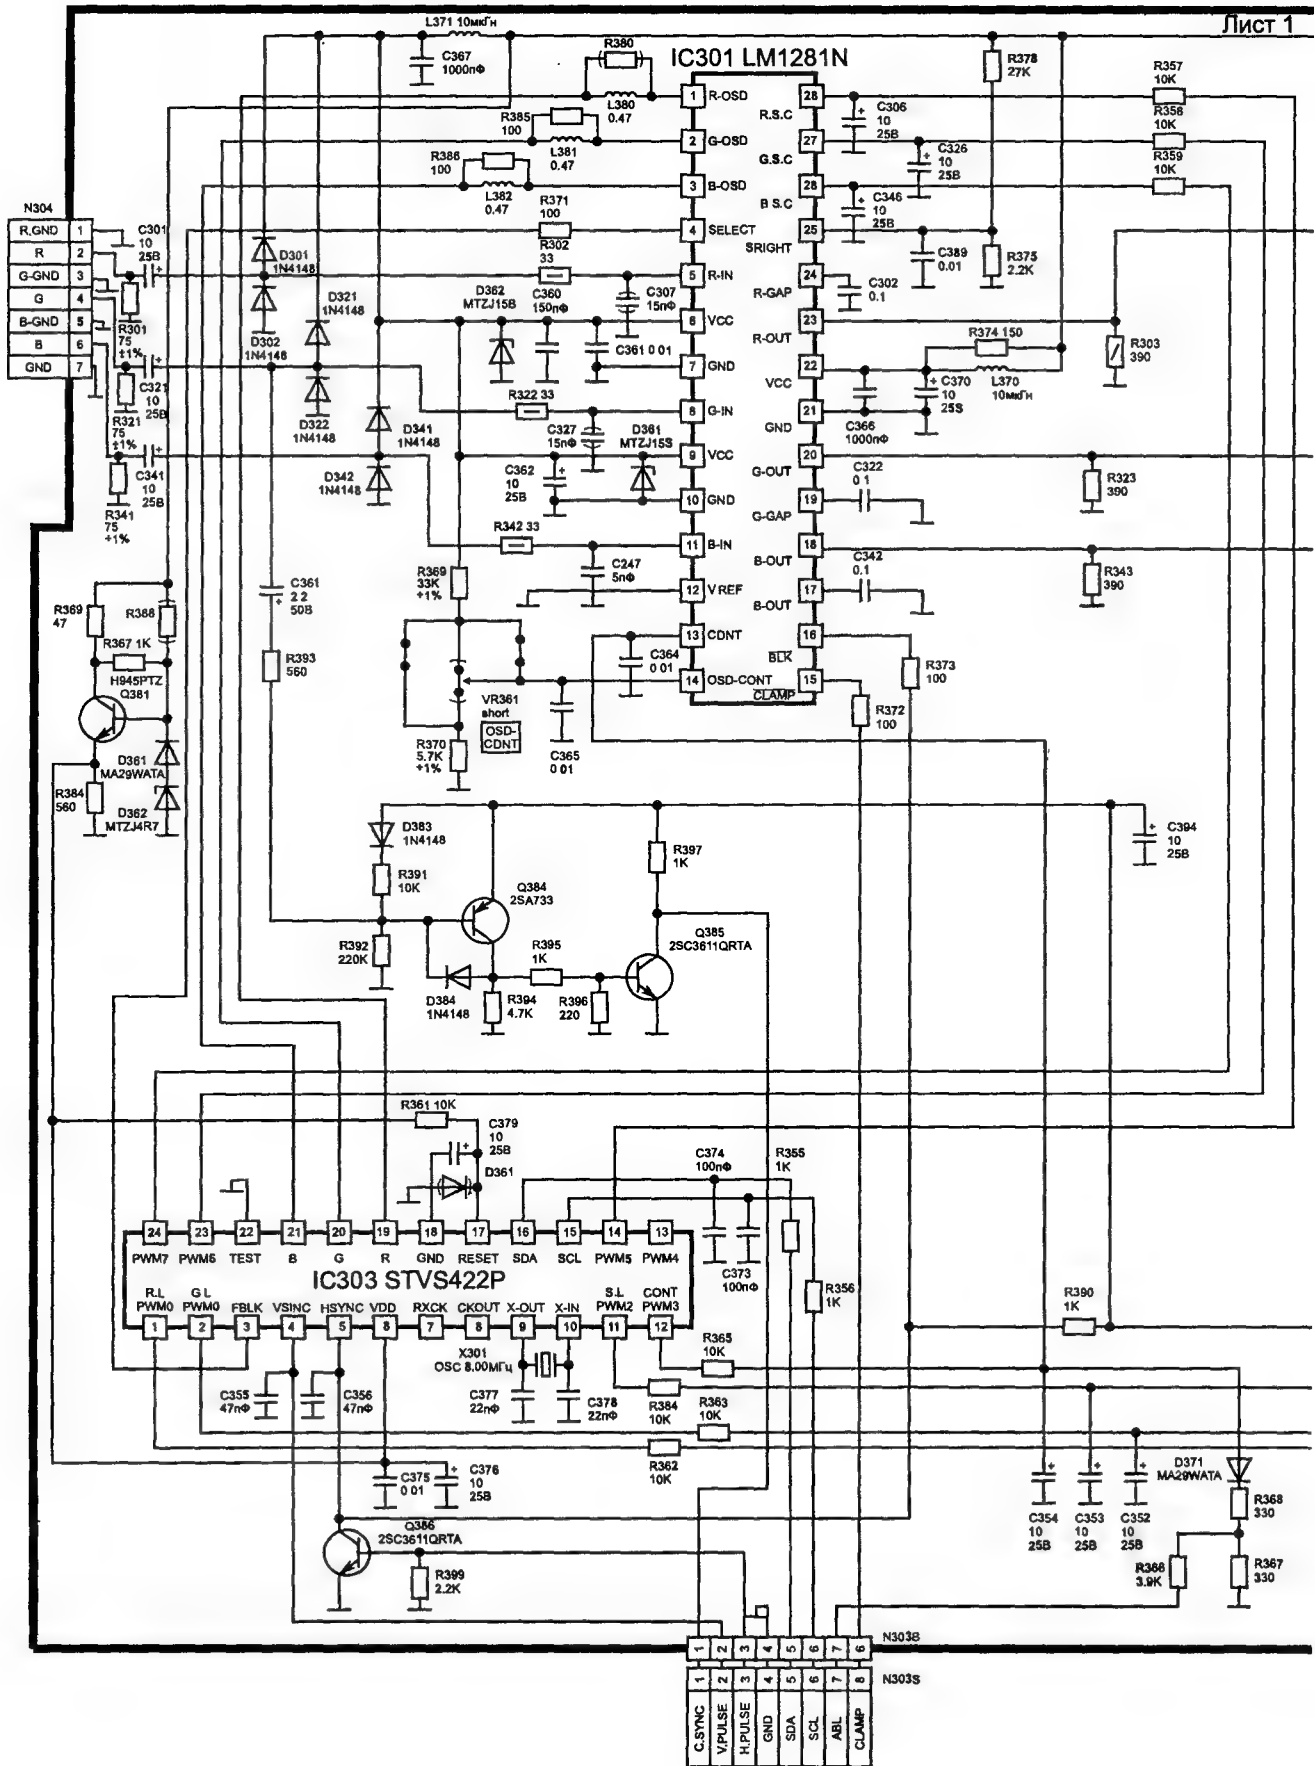 Лист 1
L371 10мкГн
C367
1000пФ
R380
L380
0.47
R385
100
L381
0.47
R386
100
L382
0.47
R371
100
R302
33
IC301 LM1281N
1 R-OSD
2 G-OSD
3 B-OSD
4 SELECT
5 R-IN
6 VCC
7 GND
8 G-IN
9 VCC
10 GND
11 B-IN
12 V REF
13 CDNT
14 OSD-CONT
28 R.S.C
27 G.S.C
28 B S.C
25 SRIGHT
24 R-GAP
23 R-OUT
22 VCC
21 GND
20 G-OUT
19 G-GAP
18 B-OUT
17 B-OUT
16 BLK
15 CLAMP
C306
10
25В
C326
10
25В
C346
10
25В
R378
27K
R357
10K
R358
10K
R359
10K
C389
0.01
R375
2.2K
C302
0.1
R374 150
R303
390
C366
1000пФ
C370
10
25S
L370
10мкГн
C322
0 1
R323
390
C342
0.1
R343
390
R373
100
R372
100
N304
R,GND 1
R 2
G-GND 3
G 4
B-GND 5
B 6
GND 7
C301
10
25В
R301
75
±1%
C321
10
25В
R321
75
±1%
C341
10
25В
R341
75
+1%
D301
1N4148
D302
1N4148
D321
1N4148
D322
1N4148
D341
1N4148
D342
1N4148
D362
MTZJ15B
C360
150пФ
C307
15пФ
C361 0 01
R322 33
C327
15пФ
D361
MTZJ15S
C362
10
25В
R342 33
C247
5пФ
R369
33K
+1%
C364
0 01
VR361
short
OSD-
CDNT
C365
0 01
R370
5.7K
+1%
C361
2 2
50В
R393
560
R369
47
R388
R367 1K
H945PTZ
Q381
D361
MA29WATA
R384
560
D362
MTZJ4R7
D383
1N4148
R391
10K
Q384
2SA733
R392
220K
D384
1N4148
R394
4.7K
R395
1K
R396
220
R397
1K
Q385
2SC3611QRTA
C394
10
25В
R361 10K
C379
10
25В
D361
C374
100пФ
C373
100пФ
R355
1K
R356
1K
24 23 22 21 20 19 18 17 16 15 14 13
PWM7 PWM6 TEST B G R GND RESET SDA SCL PWM5 PWM4
IC303 STVS422P
R.L PWM0 G L PWM0 FBLK VSINC HSYNC VDD RXCK CKOUT X-OUT X-IN S.L PWM2 CONT PWM3
1 2 3 4 5 8 7 8 9 10 11 12
C355
47пФ
C356
47пФ
X301
OSC 8.00МГц
C377
22пФ
C378
22пФ
R365
10K
R384
10K
R363
10K
R362
10K
R390
1K
C375
0 01
C376
10
25В
Q386
2SC3611QRTA
R399
2.2K
C354
10
25В
C353
10
25В
C352
10
25В
D371
MA29WATA
R368
330
R366
3.9K
R367
330
1 2 3 4 5 6 7 6 N303B
1 2 3 4 5 6 7 8 N303S
C.SYNC V.PULSE H.PULSE GND SDA SCL ABL CLAMP